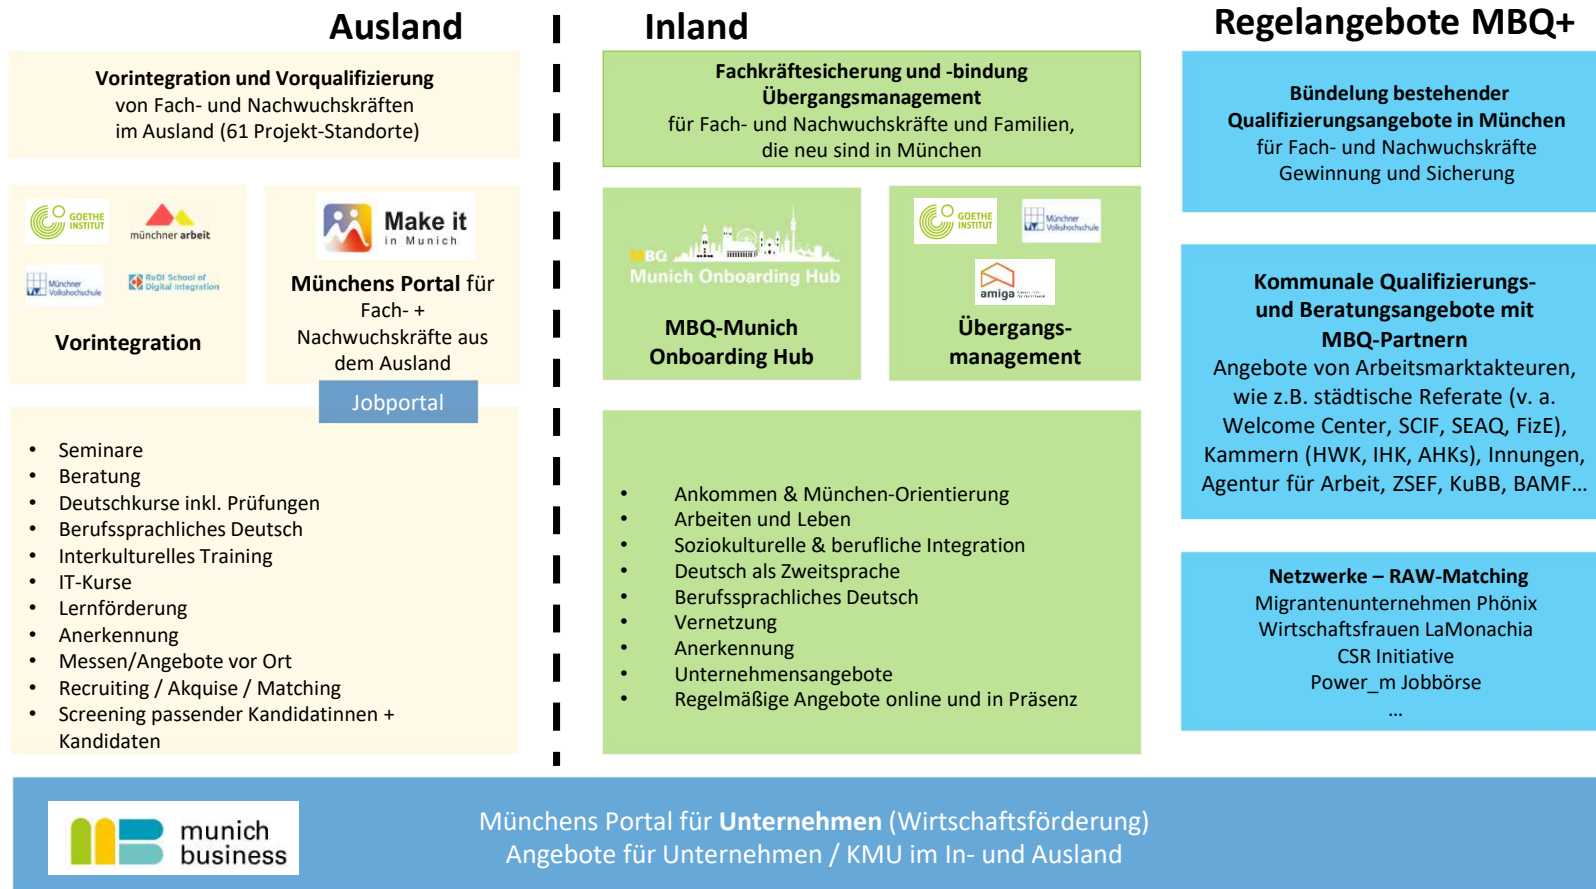 Ausland
Vorintegration und Vorqualifizierung
von Fach- und Nachwuchskräften
im Ausland (61 Projekt-Standorte)
GOETHE
INSTITUT
münchner arbeit
Münchner
Volkshochschule
ReDI School of
Digital Integration
Vorintegration
Make it
in Munich
Münchens Portal für
Fach- +
Nachwuchskräfte aus
dem Ausland
Jobportal
• Seminare
• Beratung
• Deutschkurse inkl. Prüfungen
• Berufssprachliches Deutsch
• Interkulturelles Training
• IT-Kurse
• Lernförderung
• Anerkennung
• Messen/Angebote vor Ort
• Recruiting / Akquise / Matching
• Screening passender Kandidatinnen +
Kandidaten
Inland
Fachkräftesicherung und -bindung
Übergangsmanagement
für Fach- und Nachwuchskräfte und Familien,
die neu sind in München
MBQ
Munich Onboarding Hub
MBQ-Munich
Onboarding Hub
GOETHE
INSTITUT
Münchner
Volkshochschule
amiga
Übergangs-
management
• Ankommen & München-Orientierung
• Arbeiten und Leben
• Soziokulturelle & berufliche Integration
• Deutsch als Zweitsprache
• Berufssprachliches Deutsch
• Vernetzung
• Anerkennung
• Unternehmensangebote
• Regelmäßige Angebote online und in Präsenz
Regelangebote MBQ+
Bündelung bestehender
Qualifizierungsangebote in München
für Fach- und Nachwuchskräfte
Gewinnung und Sicherung
Kommunale Qualifizierungs-
und Beratungsangebote mit
MBQ-Partnern
Angebote von Arbeitsmarktakteuren,
wie z.B. städtische Referate (v. a.
Welcome Center, SCIF, SEAQ, FizE),
Kammern (HWK, IHK, AHKs), Innungen,
Agentur für Arbeit, ZSEF, KuBB, BAMF…
Netzwerke – RAW-Matching
Migrantenunternehmen Phönix
Wirtschaftsfrauen LaMonachia
CSR Initiative
Power_m Jobbörse
…
munich
business
Münchens Portal für Unternehmen (Wirtschaftsförderung)
Angebote für Unternehmen / KMU im In- und Ausland